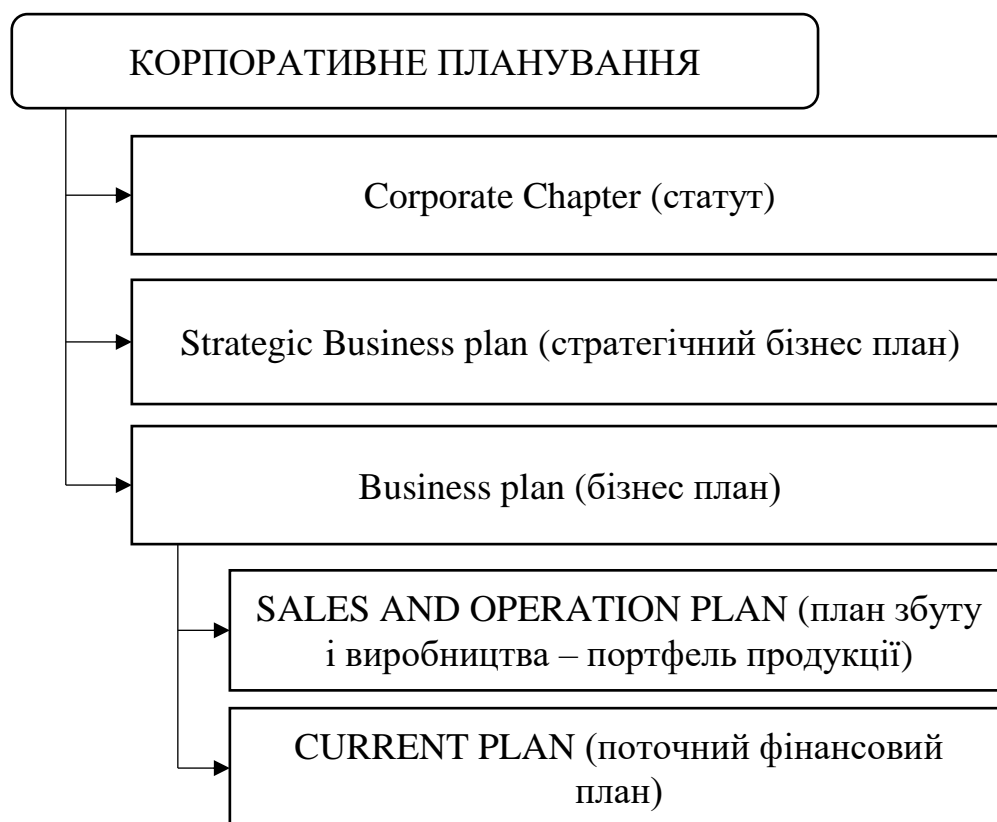 КОРПОРАТИВНЕ ПЛАНУВАННЯ
Corporate Chapter (статут)
Strategic Business plan (стратегічний бізнес план)
Business plan (бізнес план)
SALES AND OPERATION PLAN (план збуту
і виробництва – портфель продукції)
CURRENT PLAN (поточний фінансовий
план)